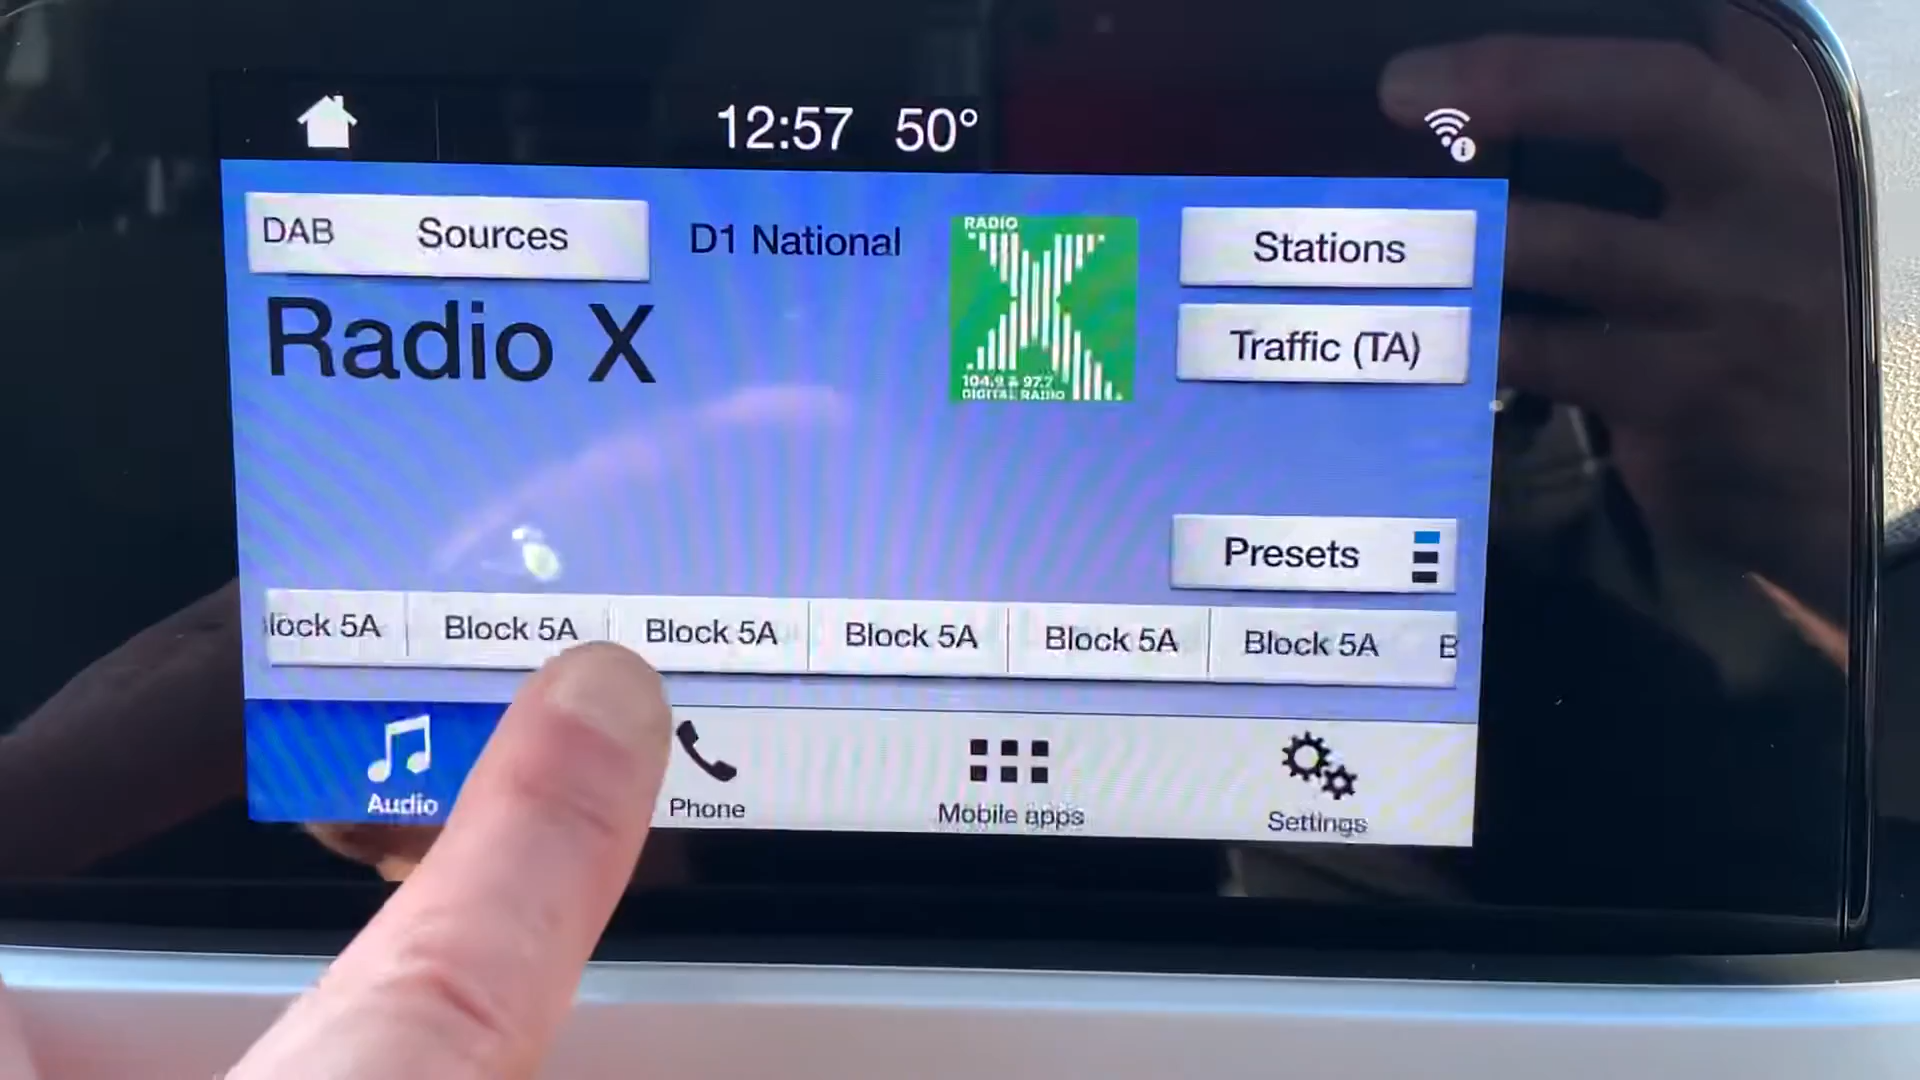 12:57 50°
DAB Sources
D1 National
RADIO
104.9 & 97.7
DIGITAL RADIO
Stations
Radio X
Traffic (TA)
Presets
lock 5A Block 5A Block 5A Block 5A Block 5A Block 5A B
Audio Phone Mobile apps Settings